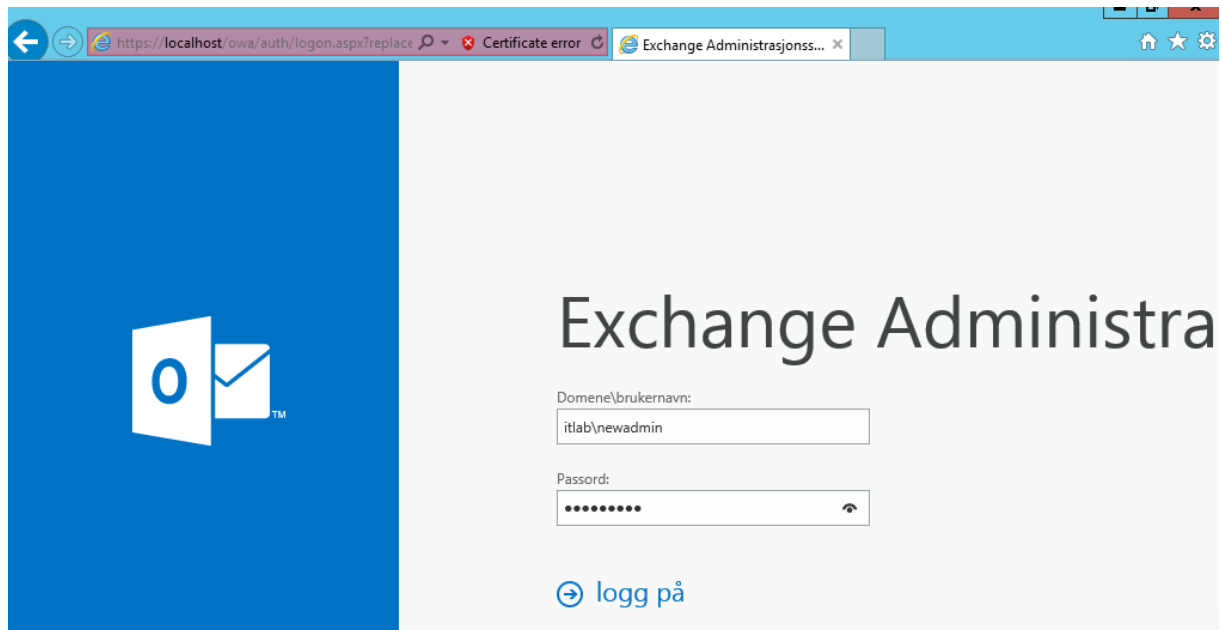 https://localhost/owa/auth/logon.aspx?replace
Certificate error
Exchange Administrasjonss...
Exchange Administra
Domene\brukernavn:
itlab\newadmin
Passord:
•••••••••
logg på
O
TM